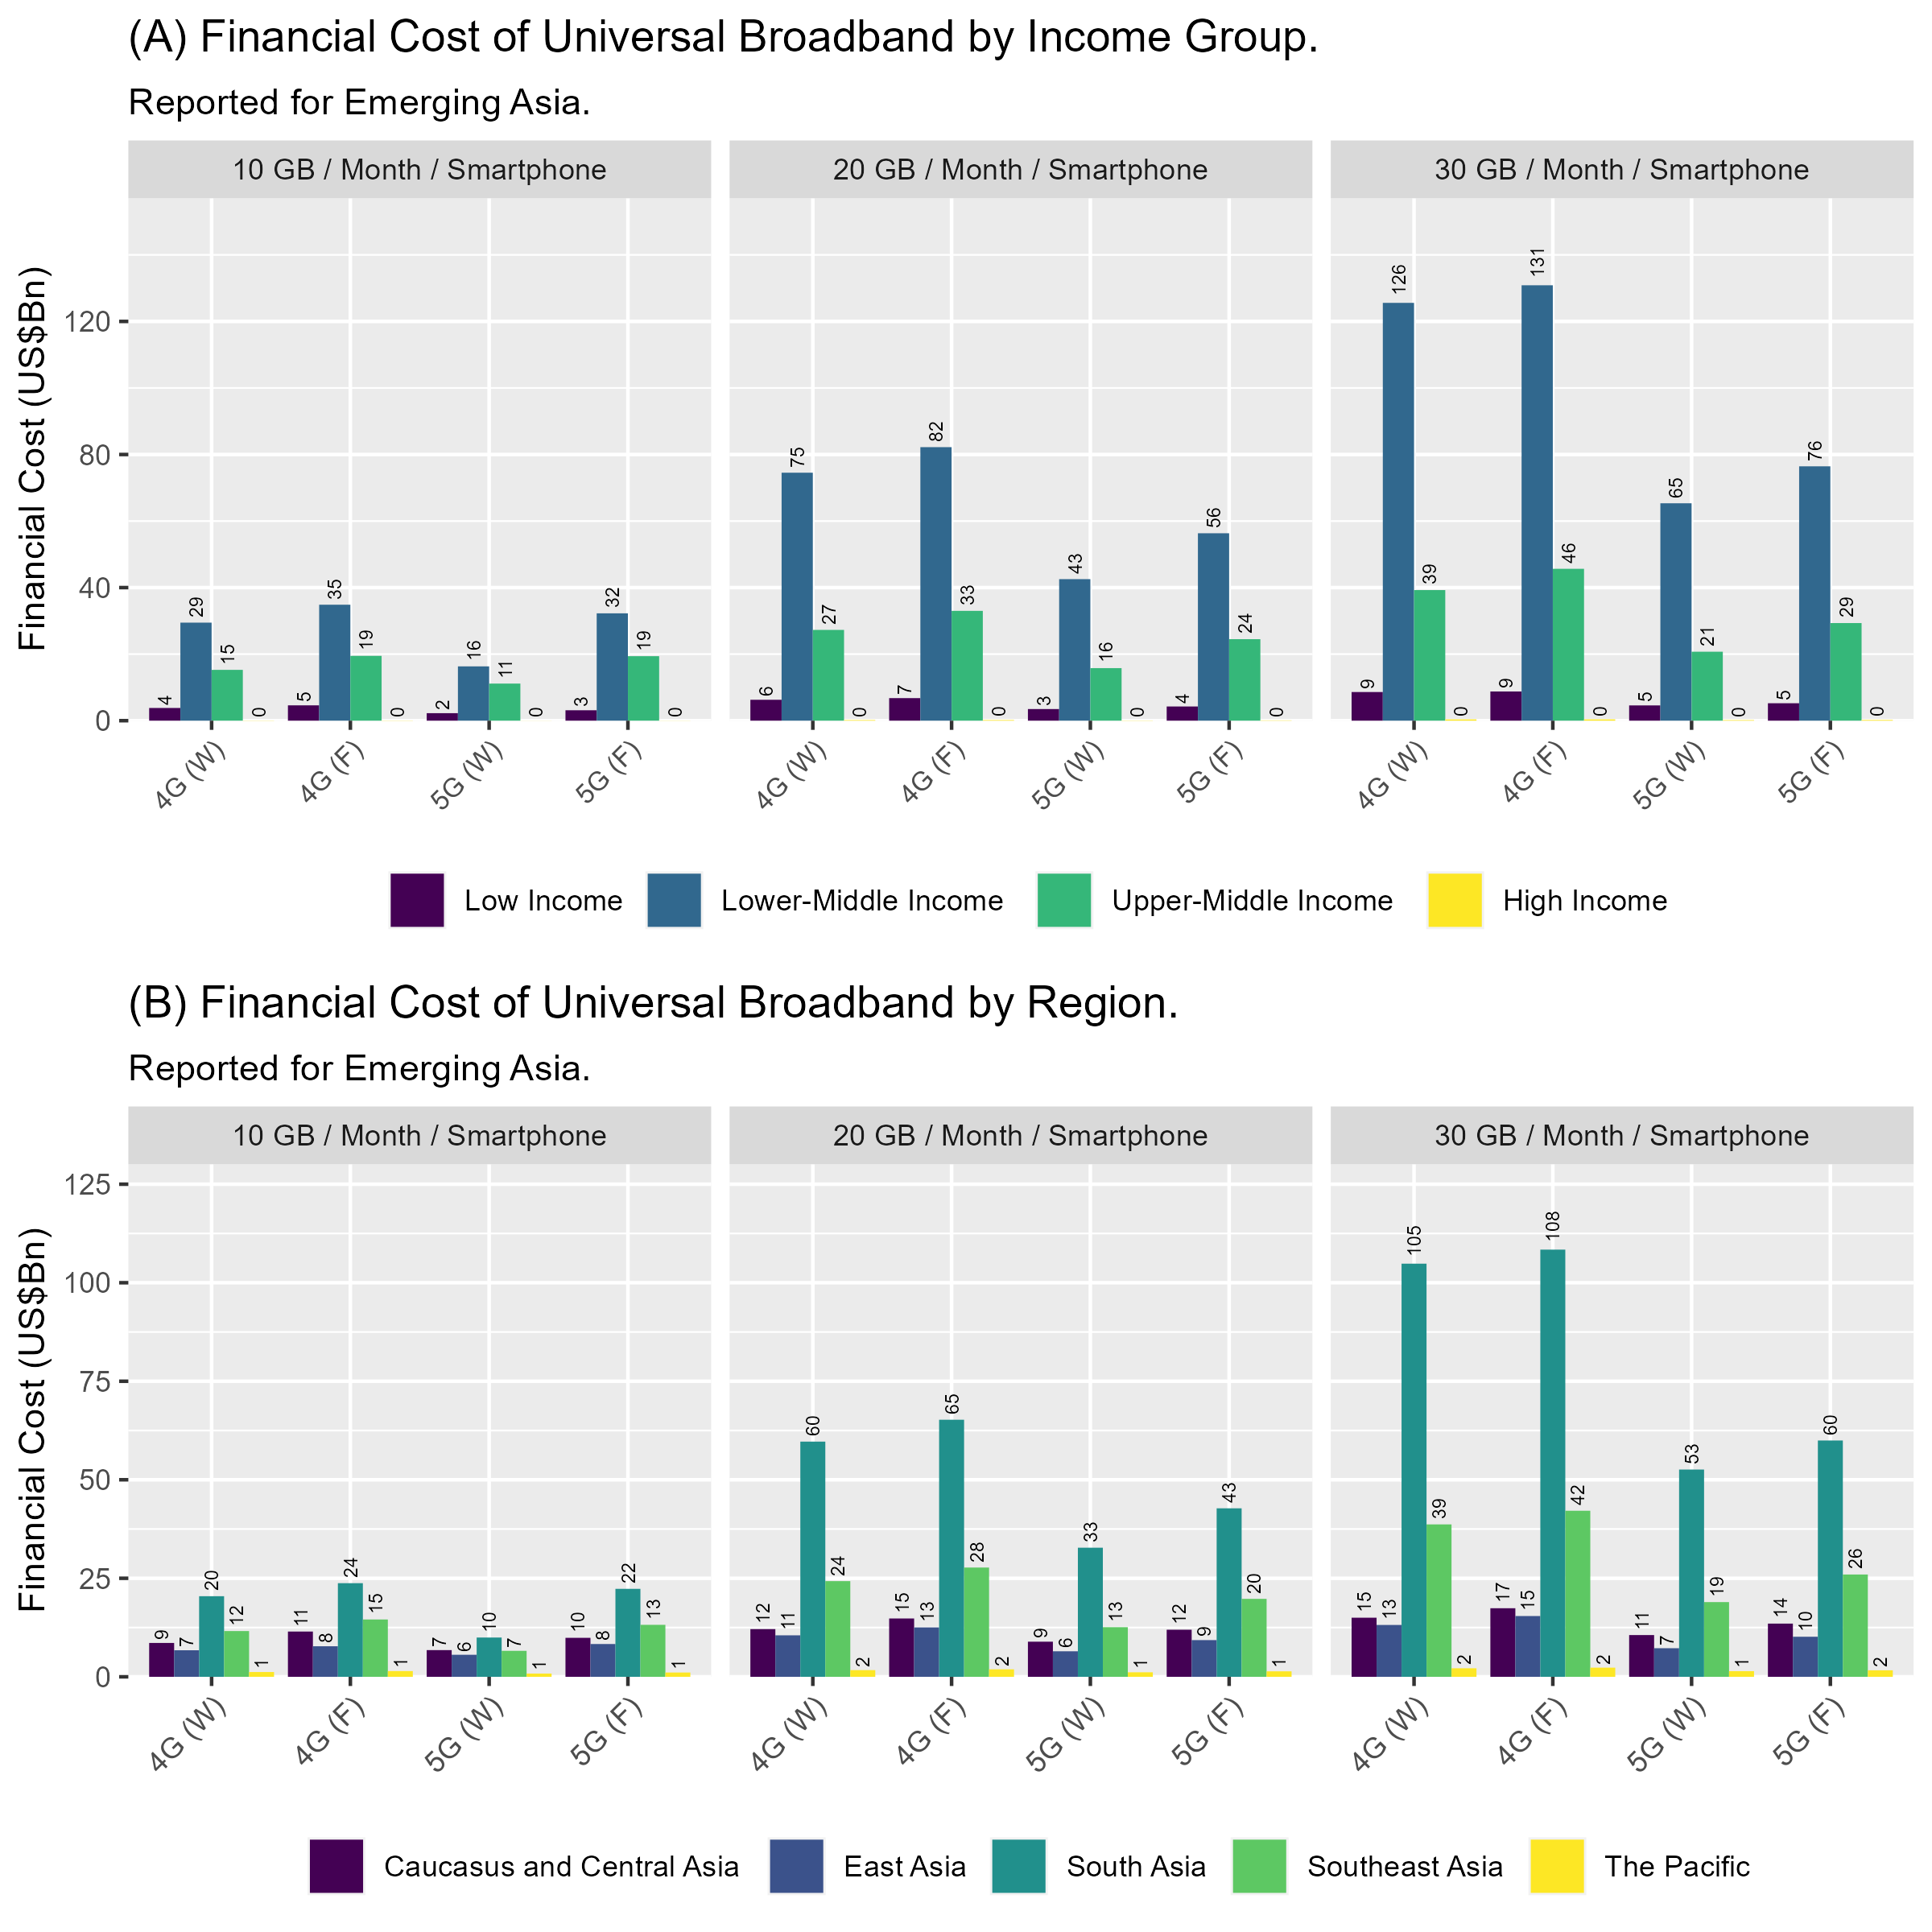 (A) Financial Cost of Universal Broadband by Income Group.
Reported for Emerging Asia.
10 GB / Month / Smartphone
20 GB / Month / Smartphone
30 GB / Month / Smartphone
Financial Cost (US$Bn)
120
80
40
0
4 29 15 0 5 35 19 0 2 16 11 0 3 32 19 0
6 75 27 0 7 82 33 0 3 43 16 0 4 56 24 0
9 126 39 0 9 131 46 0 5 65 21 0 5 76 29 0
4G (W) 4G (F) 5G (W) 5G (F)
4G (W) 4G (F) 5G (W) 5G (F)
4G (W) 4G (F) 5G (W) 5G (F)
Low Income Lower-Middle Income Upper-Middle Income High Income
(B) Financial Cost of Universal Broadband by Region.
Reported for Emerging Asia.
10 GB / Month / Smartphone
20 GB / Month / Smartphone
30 GB / Month / Smartphone
Financial Cost (US$Bn)
125
100
75
50
25
0
9 7 20 12 1 11 8 24 15 1 7 6 10 7 1 10 8 22 13 1
12 11 60 24 2 15 13 65 28 2 9 6 33 13 1 12 9 43 20 1
15 13 105 39 2 17 15 108 42 2 11 7 53 19 1 14 10 60 26 2
4G (W) 4G (F) 5G (W) 5G (F)
4G (W) 4G (F) 5G (W) 5G (F)
4G (W) 4G (F) 5G (W) 5G (F)
Caucasus and Central Asia East Asia South Asia Southeast Asia The Pacific